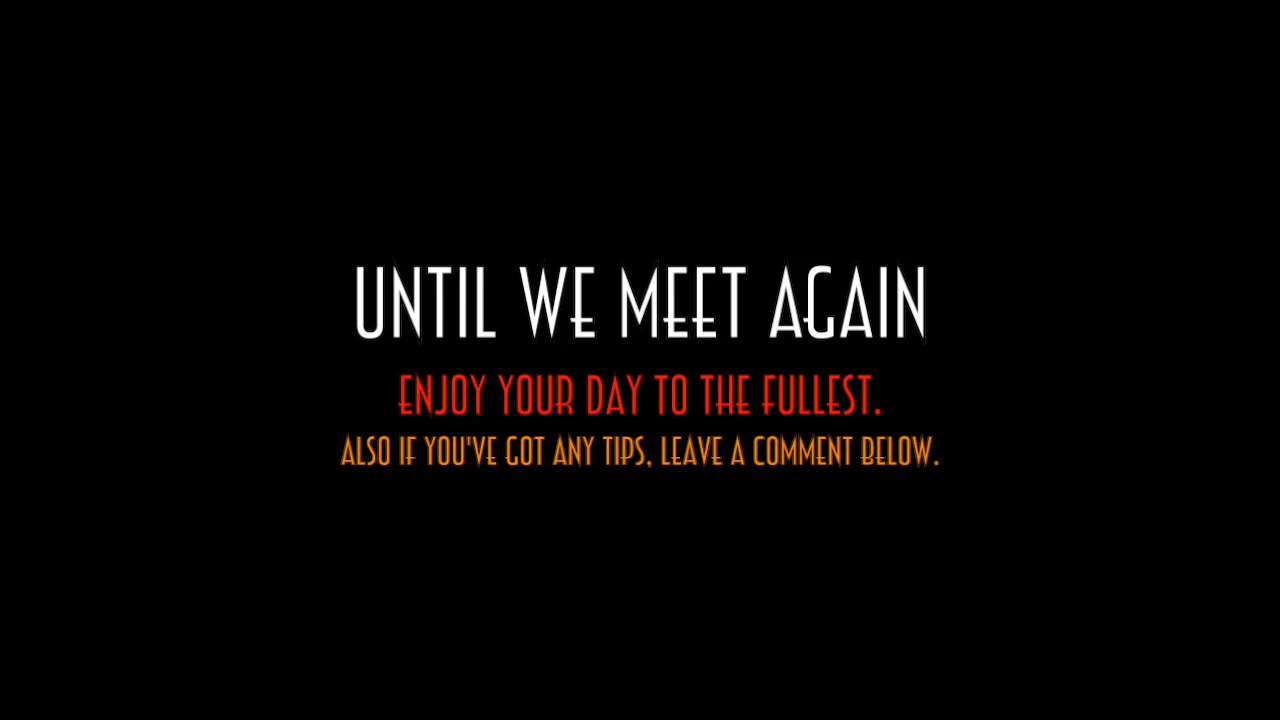 UNTIL WE MEET AGAIN
ENJOY YOUR DAY TO THE FULLEST.
ALSO IF YOU'VE GOT ANY TIPS, LEAVE A COMMENT BELOW.